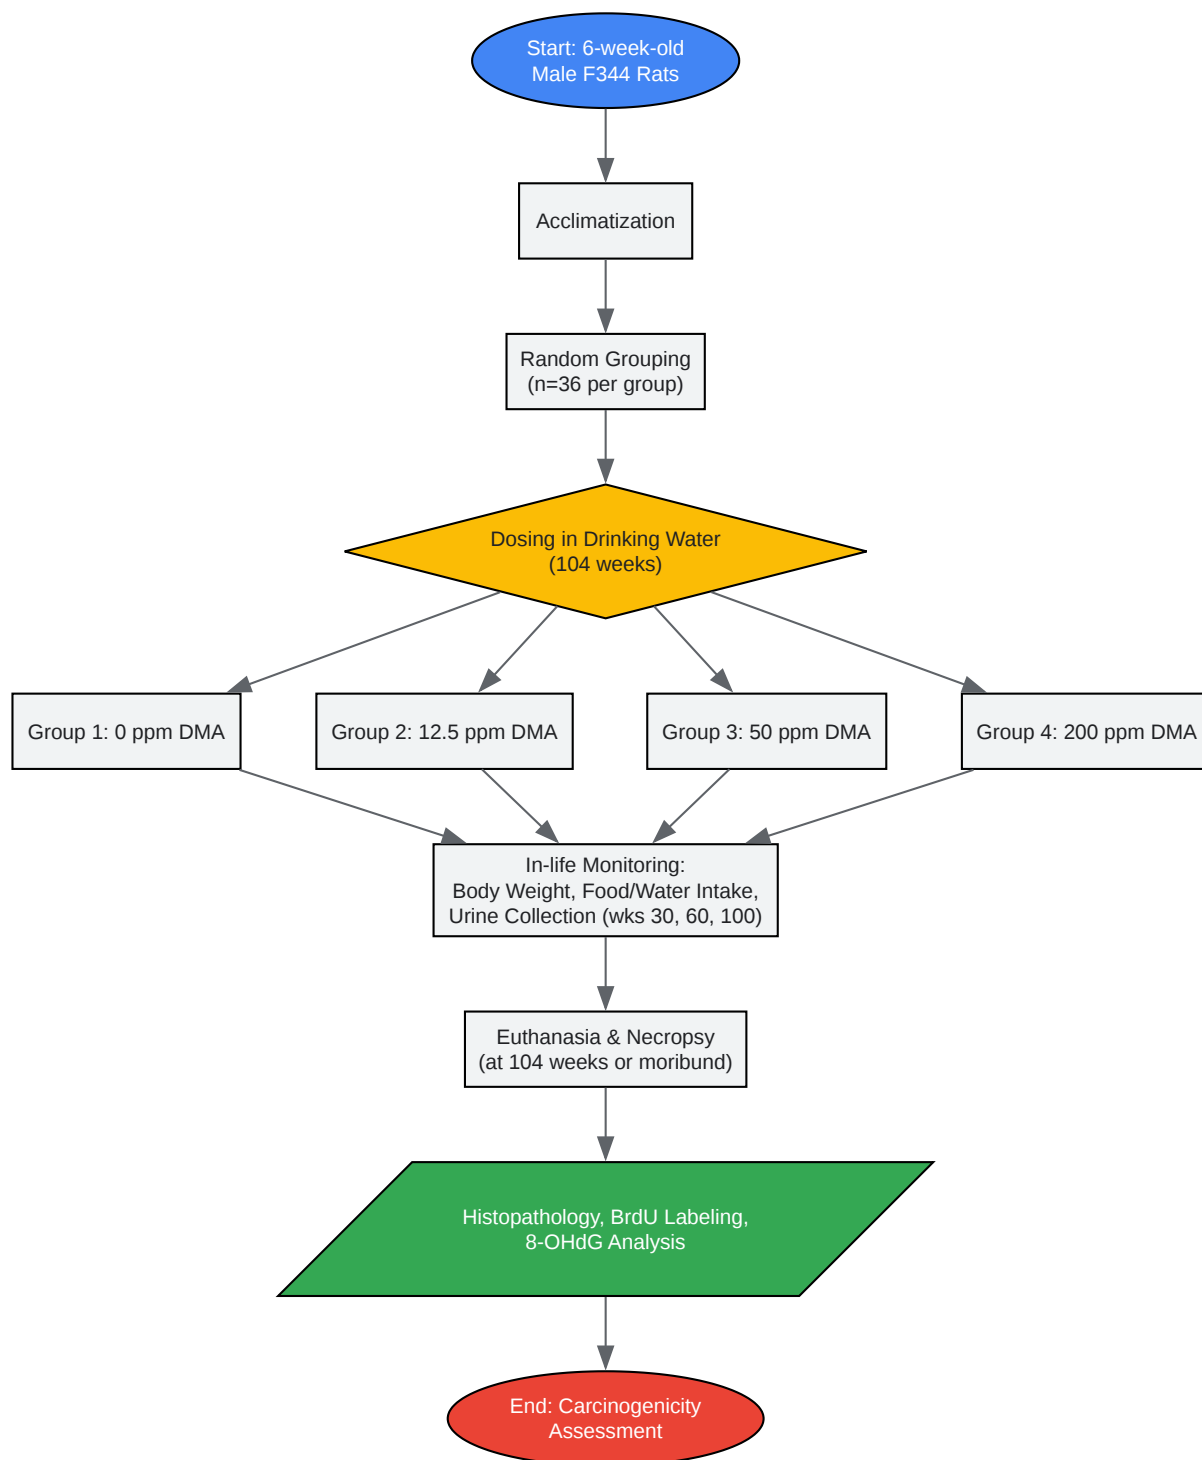 Start: 6-week-old
Male F344 Rats
Acclimatization
Random Grouping
(n=36 per group)
Dosing in Drinking Water
(104 weeks)
Group 1: 0 ppm DMA
Group 2: 12.5 ppm DMA
Group 3: 50 ppm DMA
Group 4: 200 ppm DMA
In-life Monitoring:
Body Weight, Food/Water Intake,
Urine Collection (wks 30, 60, 100)
Euthanasia & Necropsy
(at 104 weeks or moribund)
Histopathology, BrdU Labeling,
8-OHdG Analysis
End: Carcinogenicity
Assessment